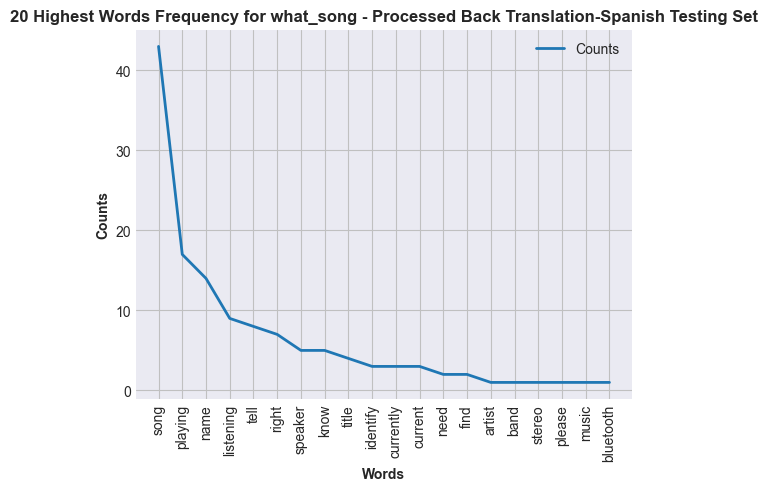 20 Highest Words Frequency for what_song - Processed Back Translation-Spanish Testing Set
Counts
40
30
20
10
0
Counts
song
playing
name
listening
tell
right
speaker
know
title
identify
currently
current
need
find
artist
band
stereo
please
music
bluetooth
Words